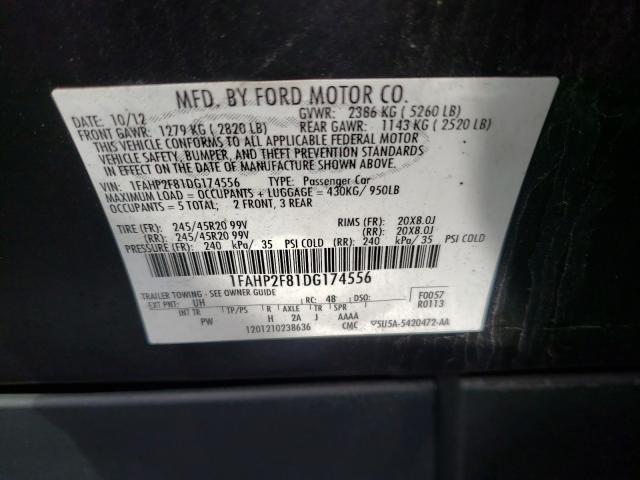 MFD. BY FORD MOTOR CO.
DATE: 10/12 GVWR: 2386 KG ( 5260 LB)
FRONT GAWR: 1279 KG ( 2820 LB) REAR GAWR: 1143 KG ( 2520 LB)
THIS VEHICLE CONFORMS TO ALL APPLICABLE FEDERAL MOTOR
VEHICLE SAFETY, BUMPER, AND THEFT PREVENTION STANDARDS
IN EFFECT ON THE DATE OF MANUFACTURE SHOWN ABOVE.
VIN: 1FAHP2F81DG174556 TYPE: Passenger Car
MAXIMUM LOAD = OCCUPANTS + LUGGAGE = 430KG/ 950LB
OCCUPANTS = 5 TOTAL; 2 FRONT, 3 REAR
TIRE (FR): 245/45R20 99V RIMS (FR): 20X8.0J
(RR): 245/45R20 99V (RR): 20X8.0J
PRESSURE (FR): 240 kPa/ 35 PSI COLD (RR): 240 kPa/ 35 PSI COLD
1FAHP2F81DG174556
TRAILER TOWING - SEE OWNER GUIDE
EXT PNT: UH RC: 48 DSO: F0057
INT TR TP/PS R AXLE TR SPR R0113
PW H 2A J AAAA
1201210238636 CMC 5U5A-5420472-AA